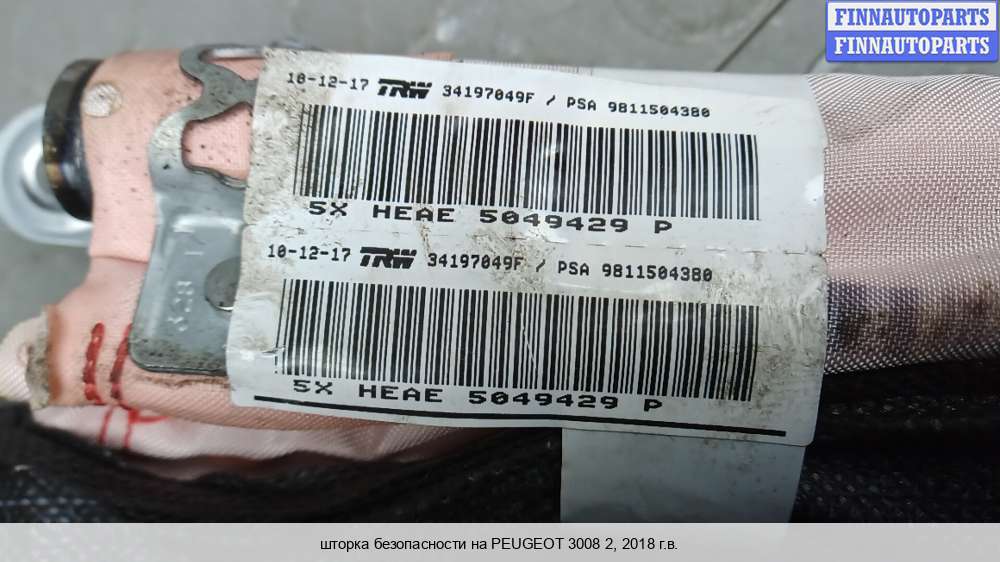 FINNAUTOPARTS
FINNAUTOPARTS
10-12-17 TRW 34197049F / PSA 9811504380
5X HEAE 5049429 P
10-12-17 TRW 34197049F / PSA 9811504380
5X HEAE 5049429 P
шторка безопасности на PEUGEOT 3008 2, 2018 г.в.